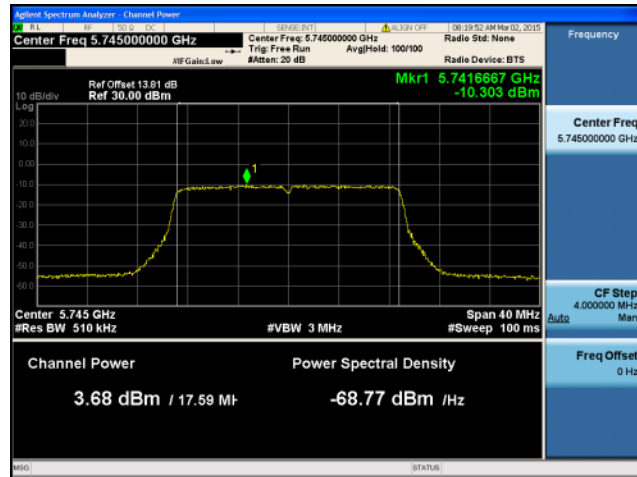 Agilent Spectrum Analyzer - Channel Power
RL RF 50 Ω DC SENSE:INT ALIGN OFF 08:19:52 AM Mar 02, 2015
Center Freq 5.745000000 GHz
Center Freq: 5.745000000 GHz
Radio Std: None
Trig: Free Run Avg|Hold: 100/100
#IFGain:Low #Atten: 20 dB Radio Device: BTS
Mkr1 5.7416667 GHz
-10.303 dBm
Ref Offset 13.81 dB
10 dB/div Ref 30.00 dBm
Log
20.0
10.0
0.00
-10.0
-20.0
-30.0
-40.0
-50.0
-60.0
1
Center 5.745 GHz Span 40 MHz
#Res BW 510 kHz #VBW 3 MHz #Sweep 100 ms
Channel Power Power Spectral Density
3.68 dBm / 17.59 MH -68.77 dBm /Hz
MSG STATUS
Frequency
Center Freq
5.745000000 GHz
CF Step
4.000000 MHz
Auto Man
Freq Offset
0 Hz